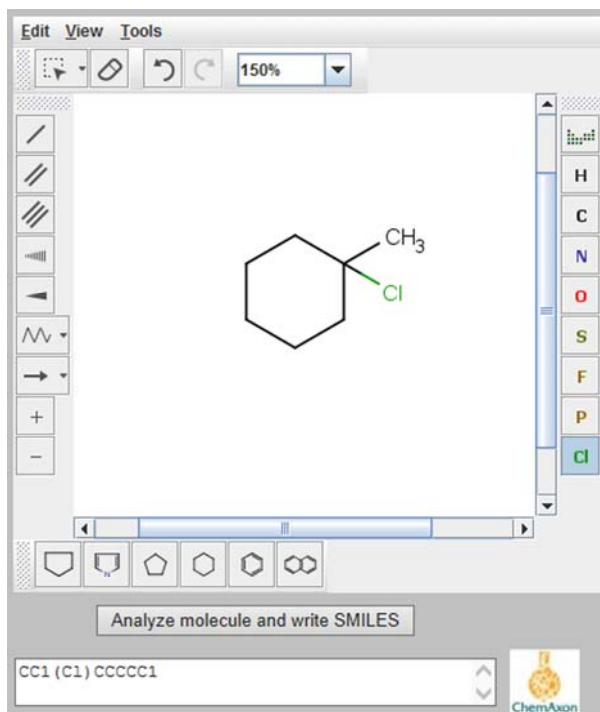 Edit View Tools
150%
H
C
N
O
S
F
P
Cl
CH3
Cl
+
−
N
Analyze molecule and write SMILES
CC1(Cl)CCCCC1
ChemAxon